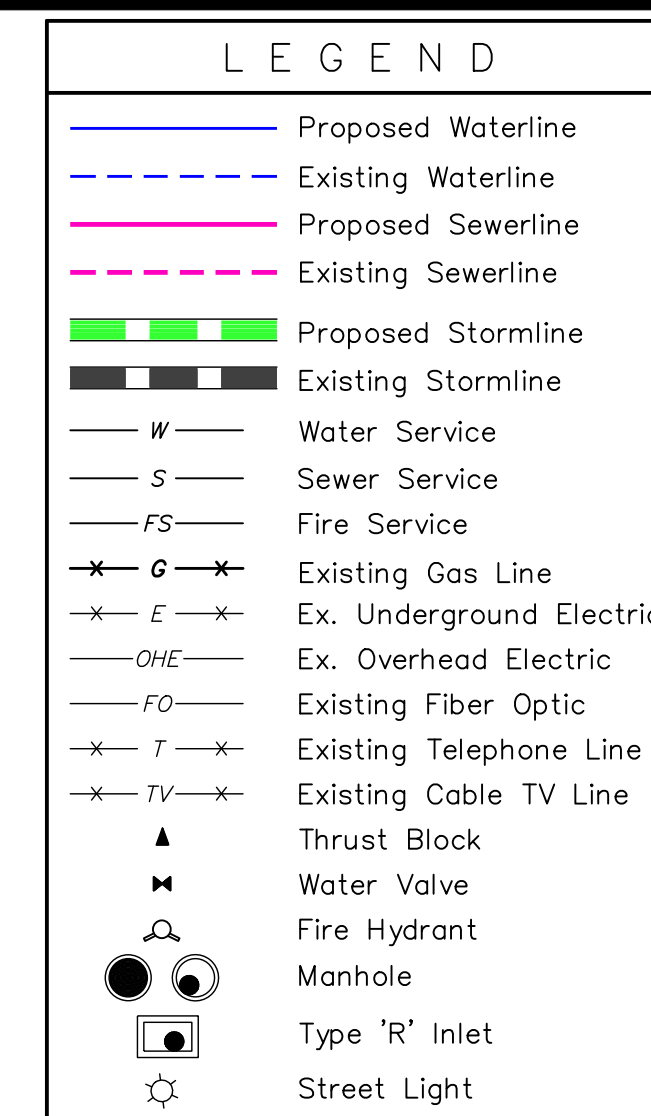 LEGEND
Proposed Waterline
Existing Waterline
Proposed Sewerline
Existing Sewerline
Proposed Stormline
Existing Stormline
W Water Service
S Sewer Service
FS Fire Service
G Existing Gas Line
E Ex. Underground Electric
OHE Ex. Overhead Electric
FO Existing Fiber Optic
T Existing Telephone Line
TV Existing Cable TV Line
Thrust Block
Water Valve
Fire Hydrant
Manhole
Type 'R' Inlet
Street Light